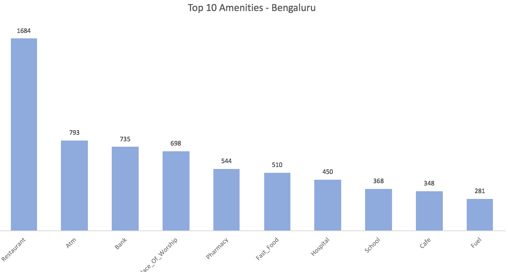 Top 10 Amenities - Bengaluru
1684
793
735
698
544
510
450
368
348
281
Restaurant
Atm
Bank
lace_Of_Worship
Pharmacy
Fast_Food
Hospital
School
Cafe
Fuel